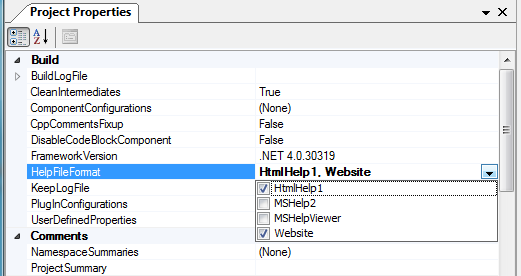 Project Properties
Build
BuildLogFile
CleanIntermediates True
ComponentConfigurations (None)
CppCommentsFixup False
DisableCodeBlockComponent False
FrameworkVersion .NET 4.0.30319
HelpFileFormat HtmlHelp1, Website
KeepLogFile HtmlHelp1
PlugInConfigurations MSHelp2
MSHelpViewer
UserDefinedProperties Website
Comments
NamespaceSummaries (None)
ProjectSummary